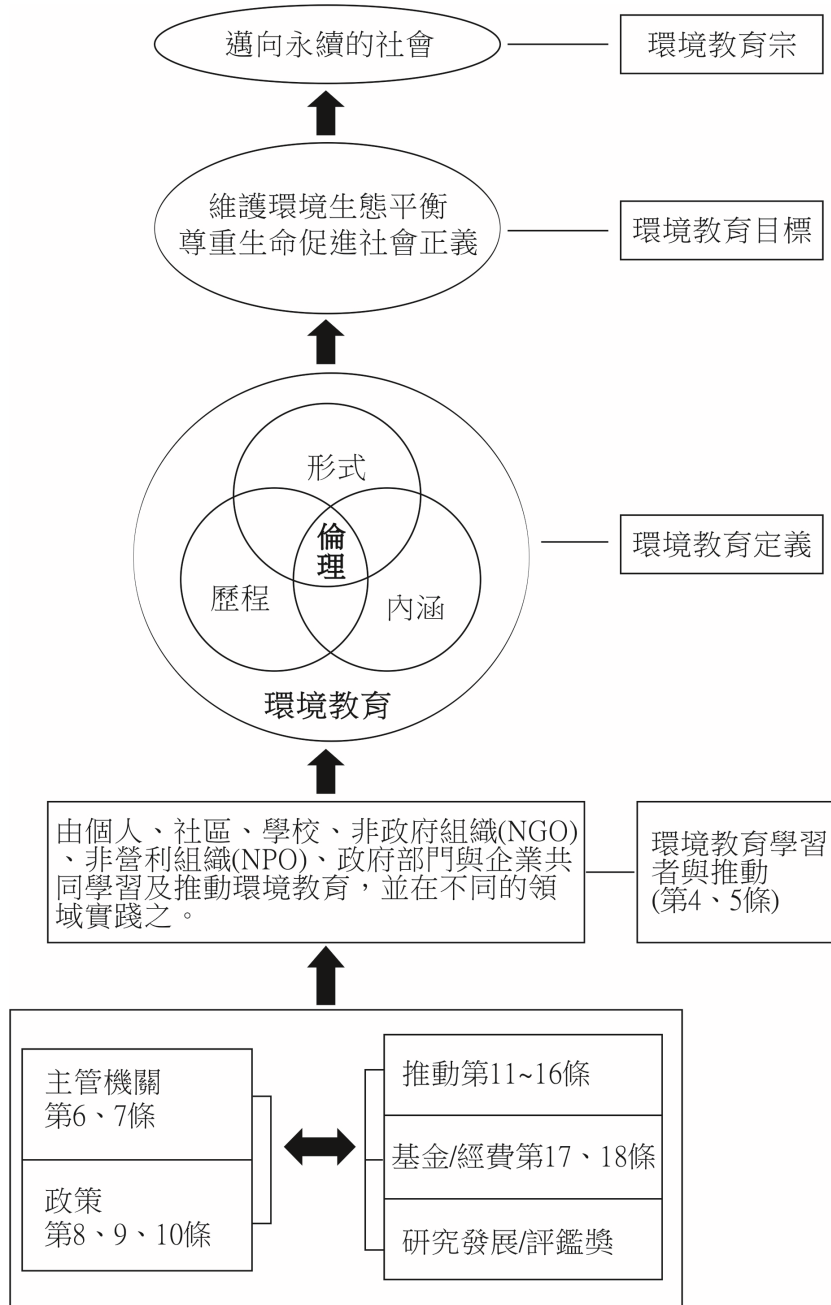 邁向永續的社會
環境教育宗
維護環境生態平衡
尊重生命促進社會正義
環境教育目標
形式
倫
理
歷程
內涵
環境教育
環境教育定義
由個人、社區、學校、非政府組織(NGO)
、非營利組織(NPO)、政府部門與企業共
同學習及推動環境教育，並在不同的領
域實踐之。
環境教育學習
者與推動
(第4、5條)
主管機關
第6、7條
政策
第8、9、10條
推動第11~16條
基金/經費第17、18條
研究發展/評鑑獎